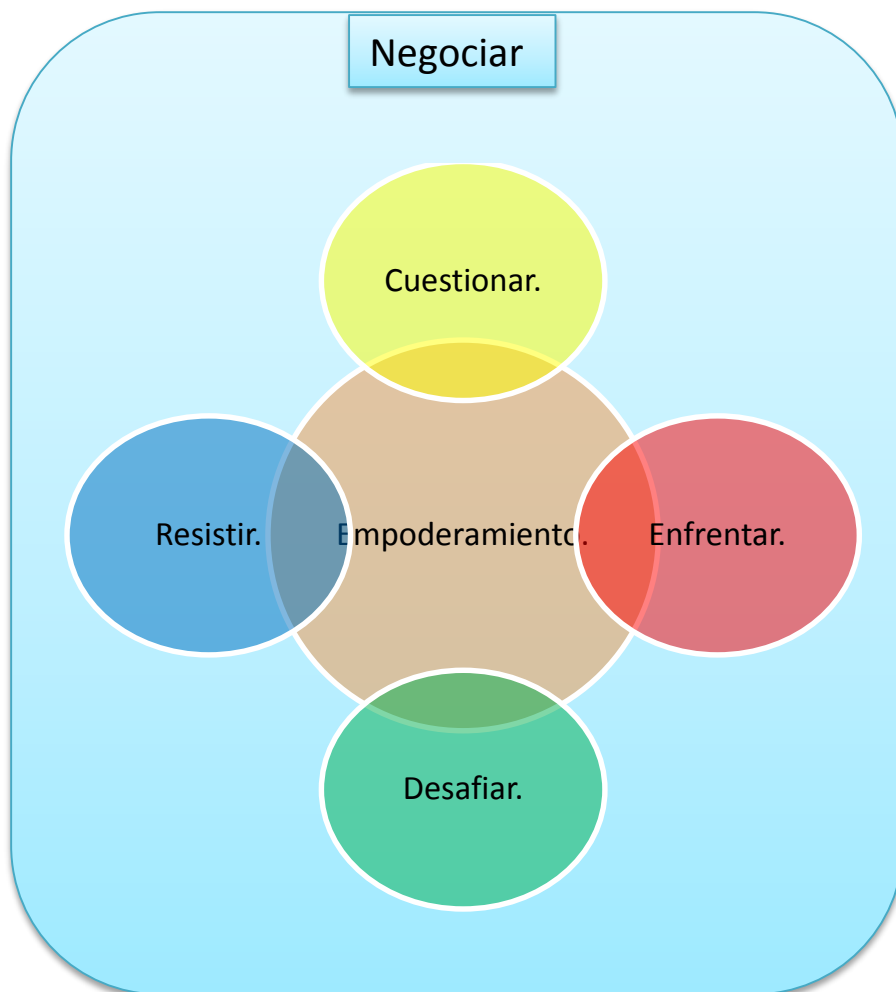 Negociar
Cuestionar.
Resistir.
Empoderamiento.
Enfrentar.
Desafiar.